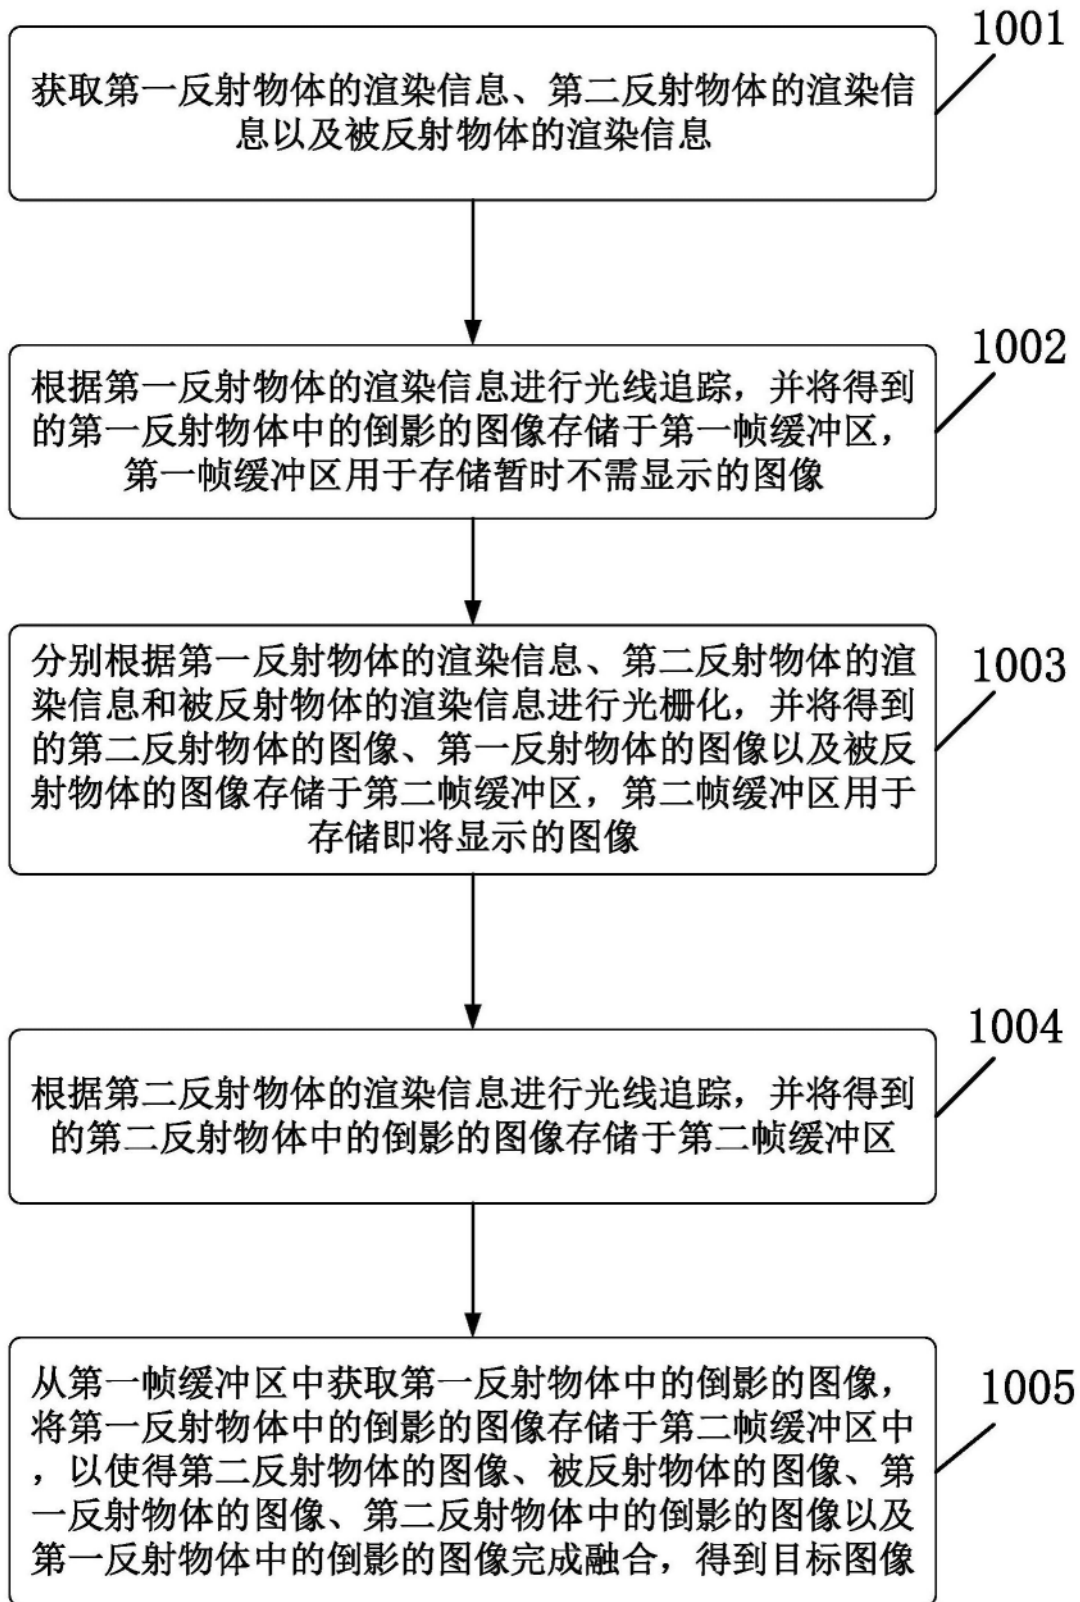 1001
获取第一反射物体的渲染信息、第二反射物体的渲染信
息以及被反射物体的渲染信息
1002
根据第一反射物体的渲染信息进行光线追踪，并将得到
的第一反射物体中的倒影的图像存储于第一帧缓冲区，
第一帧缓冲区用于存储暂时不需显示的图像
1003
分别根据第一反射物体的渲染信息、第二反射物体的渲
染信息和被反射物体的渲染信息进行光栅化，并将得到
的第二反射物体的图像、第一反射物体的图像以及被反
射物体的图像存储于第二帧缓冲区，第二帧缓冲区用于
存储即将显示的图像
1004
根据第二反射物体的渲染信息进行光线追踪，并将得到
的第二反射物体中的倒影的图像存储于第二帧缓冲区
1005
从第一帧缓冲区中获取第一反射物体中的倒影的图像，
将第一反射物体中的倒影的图像存储于第二帧缓冲区中
，以使得第二反射物体的图像、被反射物体的图像、第
一反射物体的图像、第二反射物体中的倒影的图像以及
第一反射物体中的倒影的图像完成融合，得到目标图像